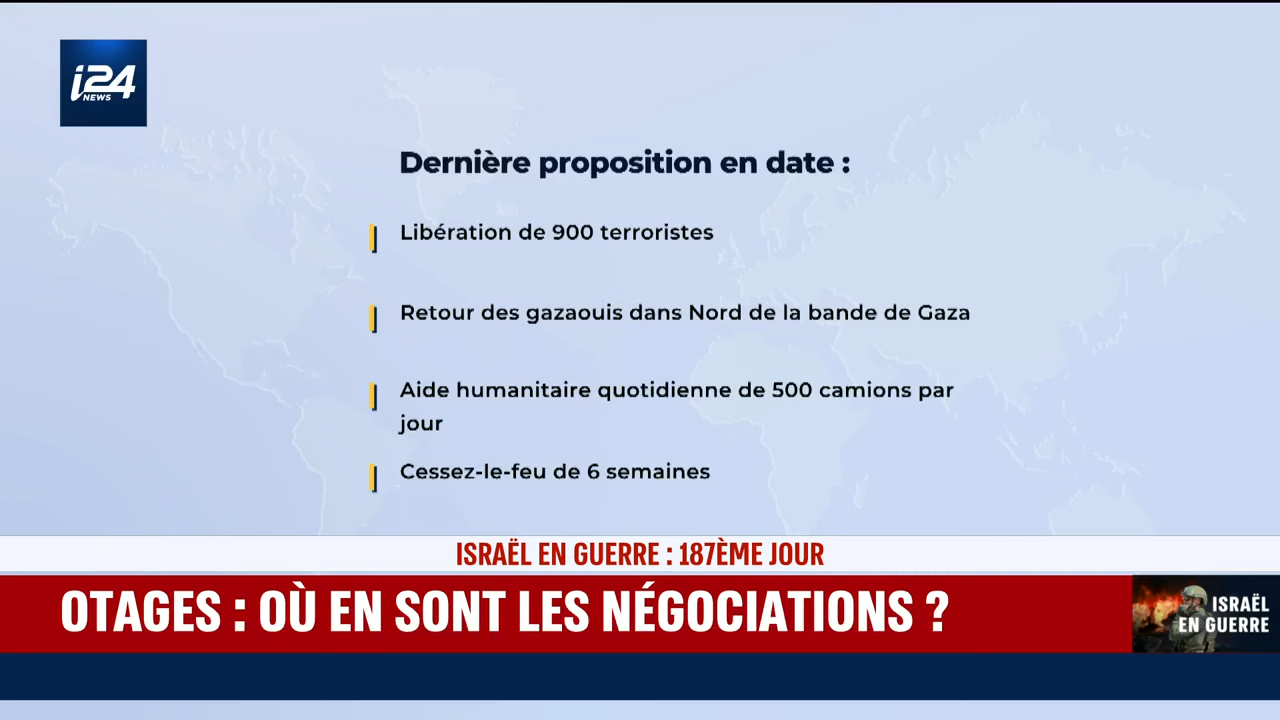 i24
NEWS
Dernière proposition en date :
Libération de 900 terroristes
Retour des gazaouis dans Nord de la bande de Gaza
Aide humanitaire quotidienne de 500 camions par
jour
Cessez-le-feu de 6 semaines
ISRAËL EN GUERRE : 187ÈME JOUR
OTAGES : OÙ EN SONT LES NÉGOCIATIONS ?
ISRAËL
EN GUERRE